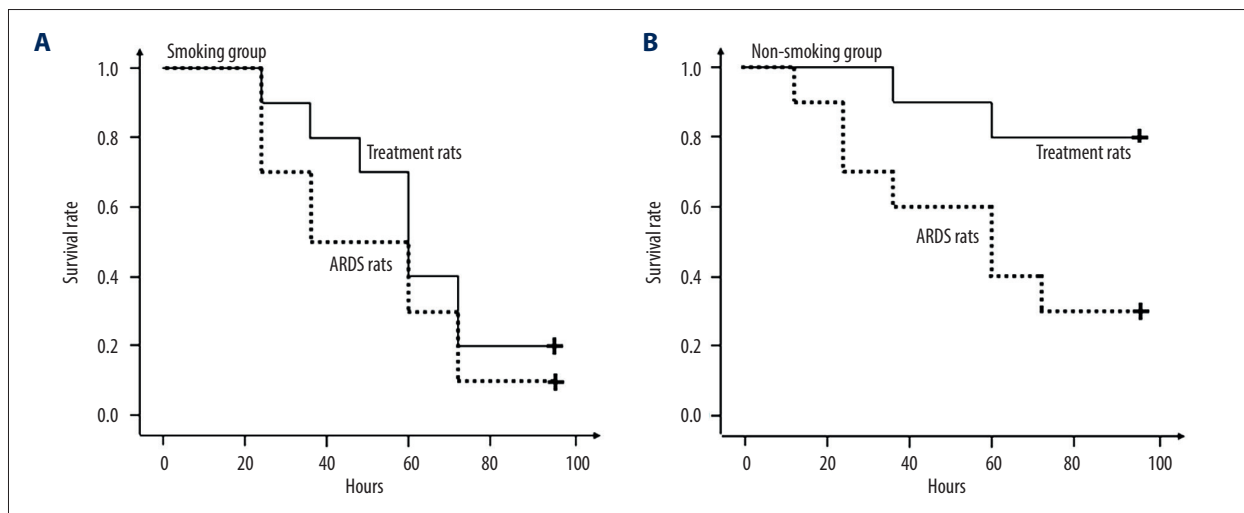 A
Smoking group
1.0
0.8
0.6
0.4
0.2
0.0
Survival rate
Treatment rats
ARDS rats
0 20 40 60 80 100
Hours
B
Non-smoking group
1.0
0.8
0.6
0.4
0.2
0.0
Survival rate
Treatment rats
ARDS rats
0 20 40 60 80 100
Hours